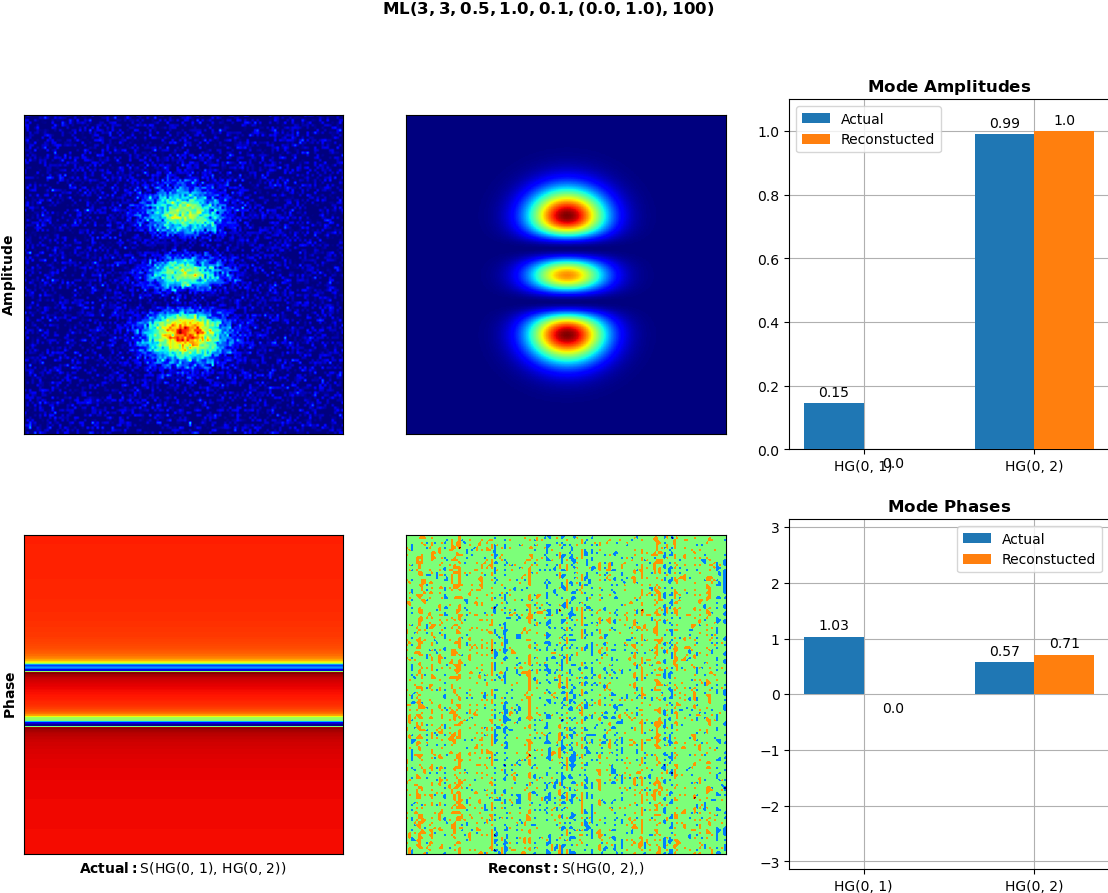 ML(3, 3, 0.5, 1.0, 0.1, (0.0, 1.0), 100)
Mode Amplitudes
Amplitude
Actual
Reconstucted
0.15
0.0
0.99
1.0
1.0
0.8
0.6
0.4
0.2
0.0
HG(0, 1)
HG(0, 2)
Mode Phases
Phase
Actual
Reconstucted
1.03
0.0
0.57
0.71
3
2
1
0
−1
−2
−3
HG(0, 1)
HG(0, 2)
Actual:S(HG(0, 1), HG(0, 2))
Reconst:S(HG(0, 2),)